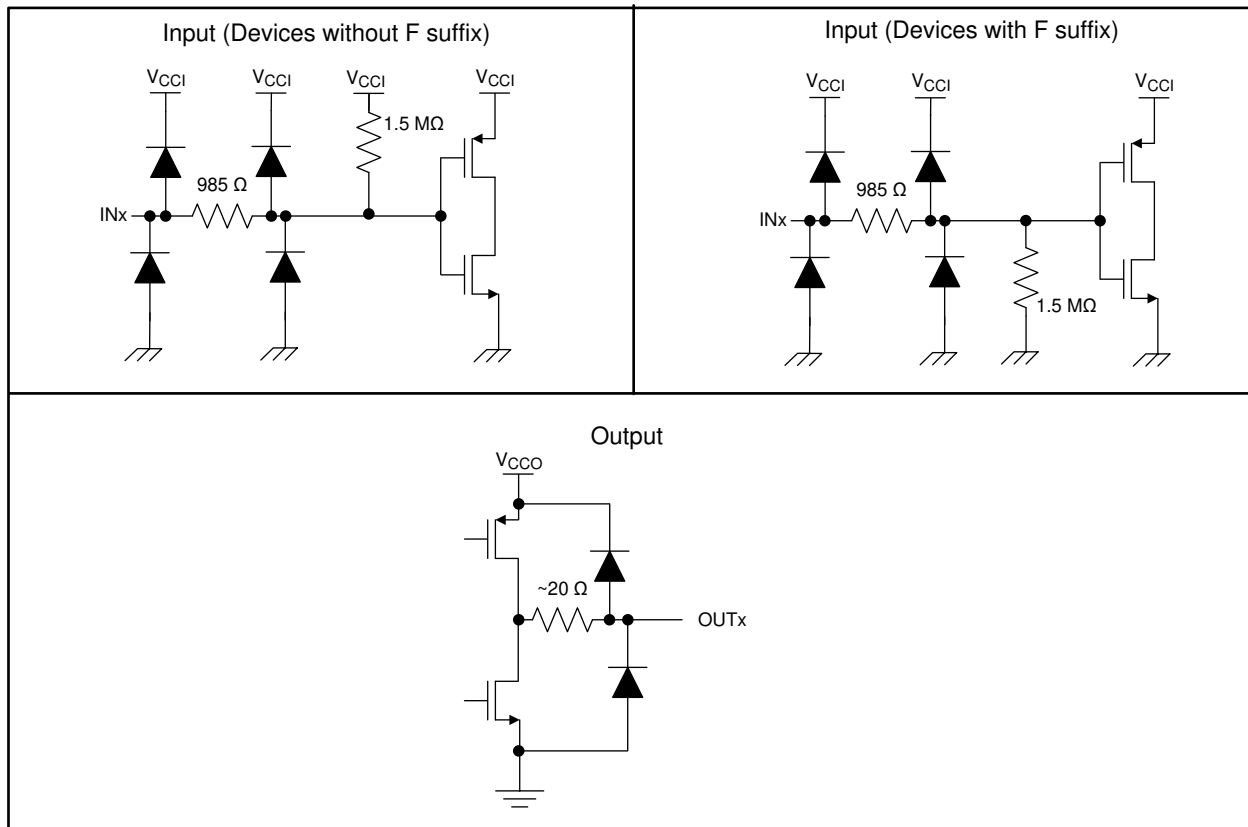 Input (Devices without F suffix)
VCCI VCCI VCCI VCCI
1.5 MΩ
985 Ω
INx
Input (Devices with F suffix)
VCCI VCCI VCCI
985 Ω
INx
1.5 MΩ
Output
VCCO
~20 Ω
OUTx